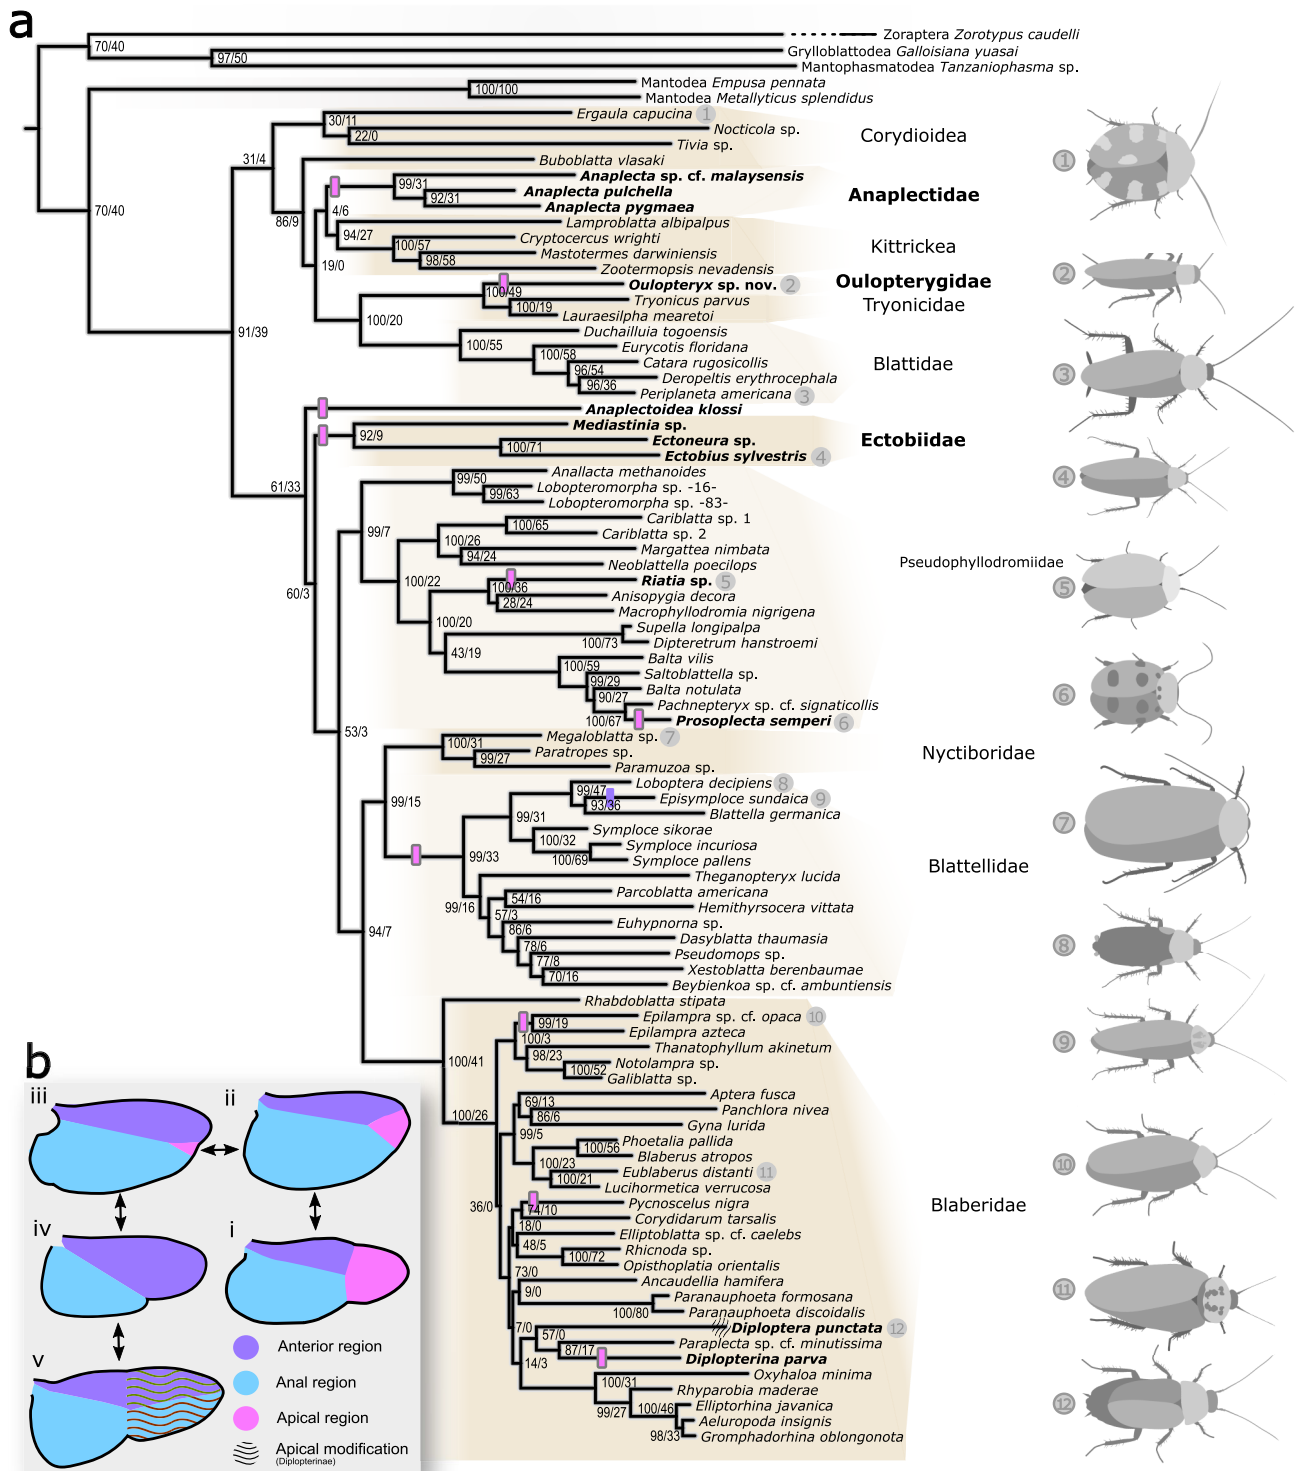 a
Zoraptera Zorotypus caudelli
70/40
Grylloblattodea Galloisiana yuasai
97/50
Mantophasmatodea Tanzaniophasma sp.
Mantodea Empusa pennata
100/100
Mantodea Metallyticus splendidus
70/40
Ergaula capucina 1
30/11
Nocticola sp.
22/0
Tivia sp.
Corydioidea
1
31/4
Buboblatta vlasaki
86/9
Anaplecta sp. cf. malaysensis
99/31
Anaplecta pulchella
92/31
Anaplecta pygmaea
Anaplectidae
4/6
Lamproblatta albipalpus
94/27
Cryptocercus wrighti
100/57
Mastotermes darwiniensis
98/58
Zootermopsis nevadensis
Kittrickea
19/0
Oulopteryx sp. nov. 2
100/49
Oulopterygidae
2
Tryonicus parvus
100/19
Lauraesilpha mearetoi
Tryonicidae
100/20
Duchailluia togoensis
100/55
Eurycotis floridana
100/58
Catara rugosicollis
96/54
Deropeltis erythrocephala
96/36
Periplaneta americana 3
Blattidae
3
91/39
Anaplectoidea klossi
Mediastinia sp.
92/9
Ectoneura sp.
100/71
Ectobius sylvestris 4
Ectobiidae
4
61/33
Anallacta methanoides
99/50
Lobopteromorpha sp. -16-
99/63
Lobopteromorpha sp. -83-
99/7
Cariblatta sp. 1
100/65
Cariblatta sp. 2
100/26
Margattea nimbata
94/24
Neoblattella poecilops
100/22
Riatia sp. 5
100/36
Anisopygia decora
28/24
Macrophyllodromia nigrigena
Pseudophyllodromiidae
5
60/3
100/20
Supella longipalpa
100/73
Dipteretrum hanstroemi
43/19
Balta vilis
100/59
Saltoblattella sp.
99/29
Balta notulata
90/27
Pachnepteryx sp. cf. signaticollis
100/67
Prosoplecta semperi 6
6
53/3
Megaloblatta sp. 7
100/31
Paratropes sp.
99/27
Paramuzoa sp.
Nyctiboridae
7
99/15
Loboptera decipiens 8
99/47
Episymploce sundaica 9
93/36
Blattella germanica
99/31
Symploce sikorae
100/32
Symploce incuriosa
100/69
Symploce pallens
99/33
Blattellidae
Theganopteryx lucida
99/16
Parcoblatta americana
54/16
Hemithyrsocera vittata
57/3
Euhypnorna sp.
86/6
Dasyblatta thaumasia
78/6
Pseudomops sp.
77/8
Xestoblatta berenbaumae
70/16
Beybienkoa sp. cf. ambuntiensis
8
94/7
Rhabdoblatta stipata
Epilampra sp. cf. opaca 10
99/19
Epilampra azteca
100/3
Thanatophyllum akinetum
98/23
Notolampra sp.
100/52
Galiblatta sp.
9
100/41
100/26
Aptera fusca
69/13
Panchlora nivea
86/6
Gyna lurida
99/5
Phoetalia pallida
100/56
Blaberus atropos
100/23
Eublaberus distanti 11
100/21
Lucihormetica verrucosa
10
36/0
Pycnoscelus nigra
74/10
Corydidarum tarsalis
18/0
Elliptoblatta sp. cf. caelebs
48/5
Rhicnoda sp.
100/72
Opisthoplatia orientalis
Blaberidae
73/0
Ancaudellia hamifera
9/0
Paranauphoeta formosana
100/80
Paranauphoeta discoidalis
11
7/0
Diploptera punctata 12
57/0
Paraplecta sp. cf. minutissima
87/17
Diplopterina parva
14/3
Oxyhaloa minima
100/31
Rhyparobia maderae
99/27
Elliptorhina javanica
100/46
Aeluropoda insignis
98/33
Gromphadorhina oblongonota
12
b
iii
ii
iv
i
v
Anterior region
Anal region
Apical region
Apical modification
(Diplopterinae)